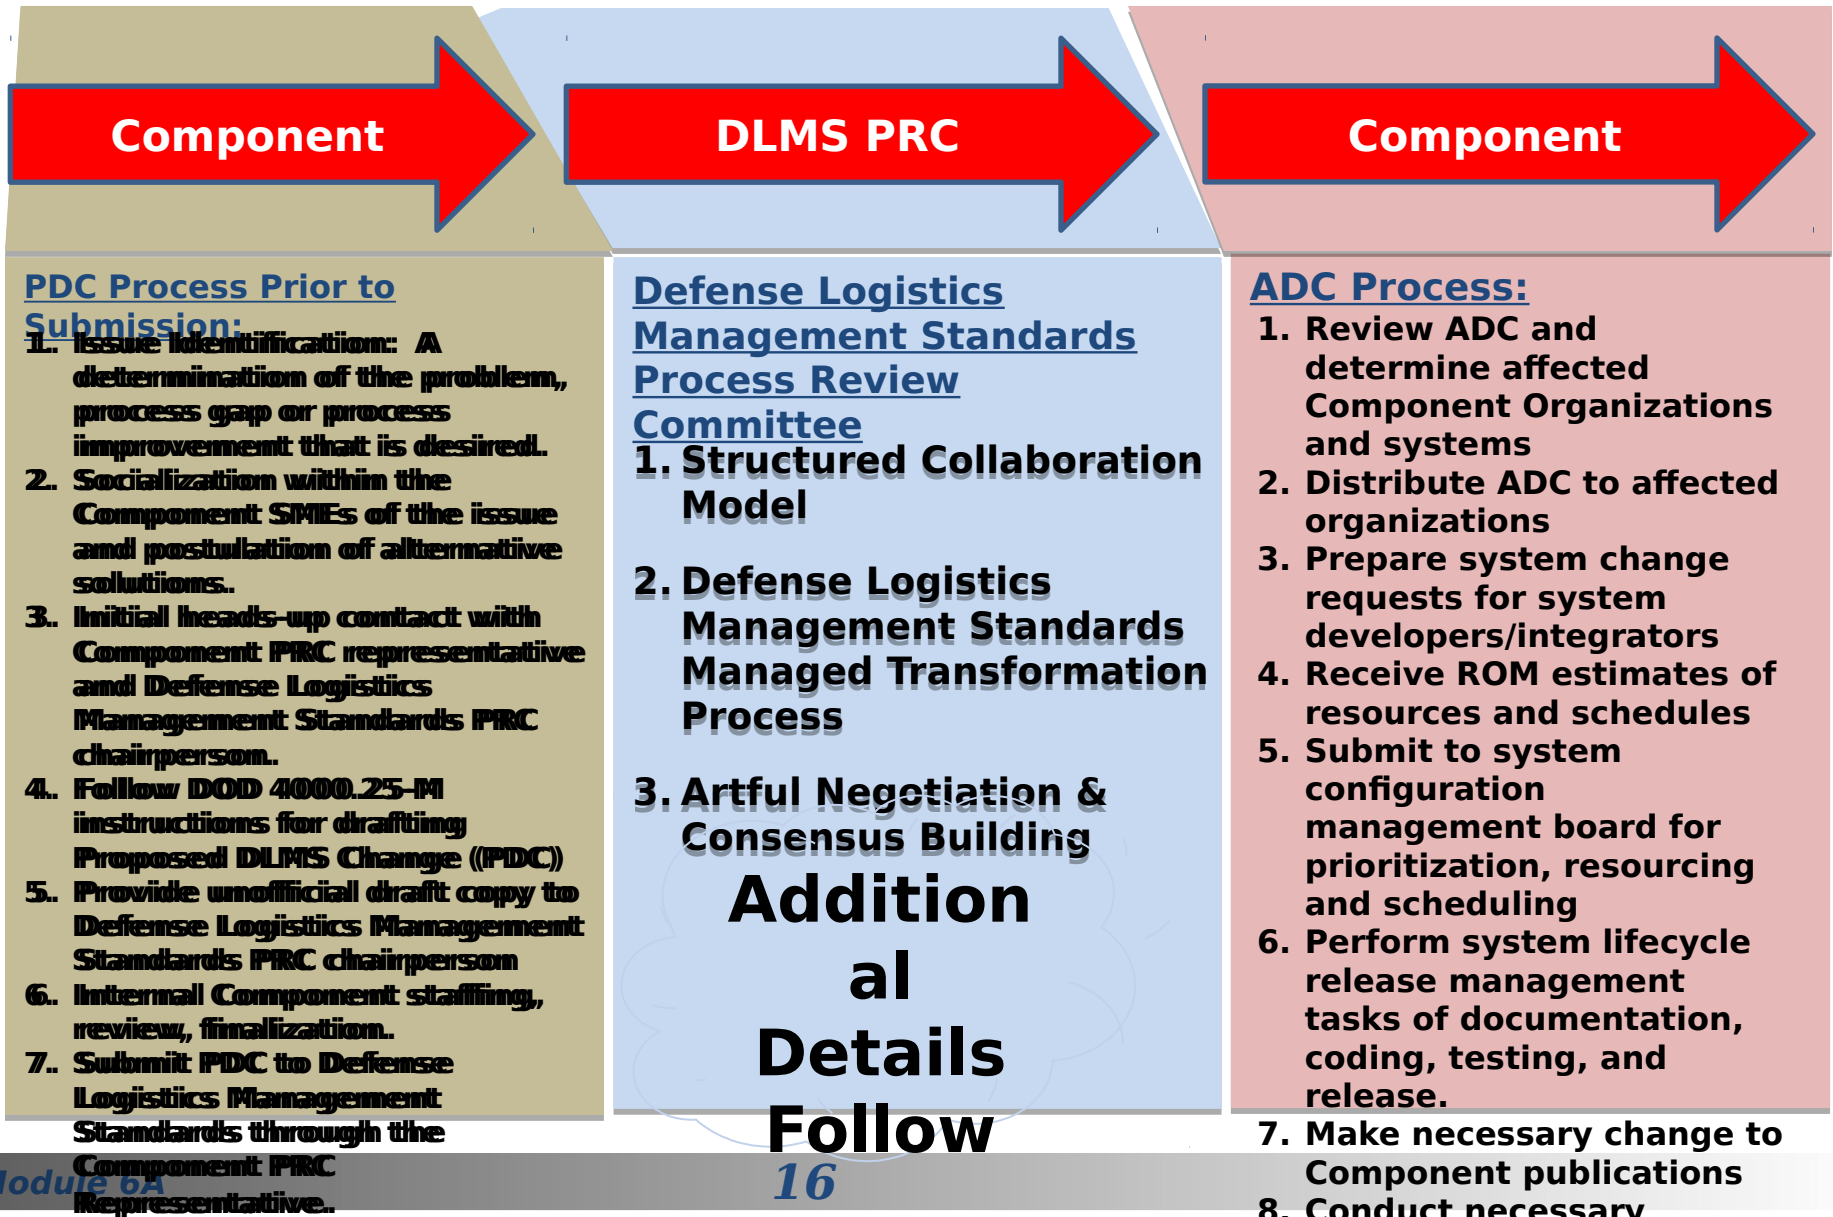 Component
DLMS PRC
Component
PDC Process Prior to
Submission:
1. Issue Identification: A
determination of the problem,
process gap or process
improvement that is desired.
2. Socialization within the
Component SMEs of the issue
and postulation of alternative
solutions.
3. Initial heads-up contact with
Component PRC representative
and Defense Logistics
Management Standards PRC
chairperson.
4. Follow DOD 4000.25-M
instructions for drafting
Proposed DLMS Change (PDC)
5. Provide unofficial draft copy to
Defense Logistics Management
Standards PRC chairperson
6. Internal Component staffing,
review, finalization.
7. Submit PDC to Defense
Logistics Management
Standards through the
Component PRC
Representative.
Defense Logistics
Management Standards
Process Review
Committee
1. Structured Collaboration
Model
2. Defense Logistics
Management Standards
Managed Transformation
Process
3. Artful Negotiation &
Consensus Building
Addition
al
Details
Follow
ADC Process:
1. Review ADC and
determine affected
Component Organizations
and systems
2. Distribute ADC to affected
organizations
3. Prepare system change
requests for system
developers/integrators
4. Receive ROM estimates of
resources and schedules
5. Submit to system
configuration
management board for
prioritization, resourcing
and scheduling
6. Perform system lifecycle
release management
tasks of documentation,
coding, testing, and
release.
7. Make necessary change to
Component publications
8. Conduct necessary
odule 6A
16